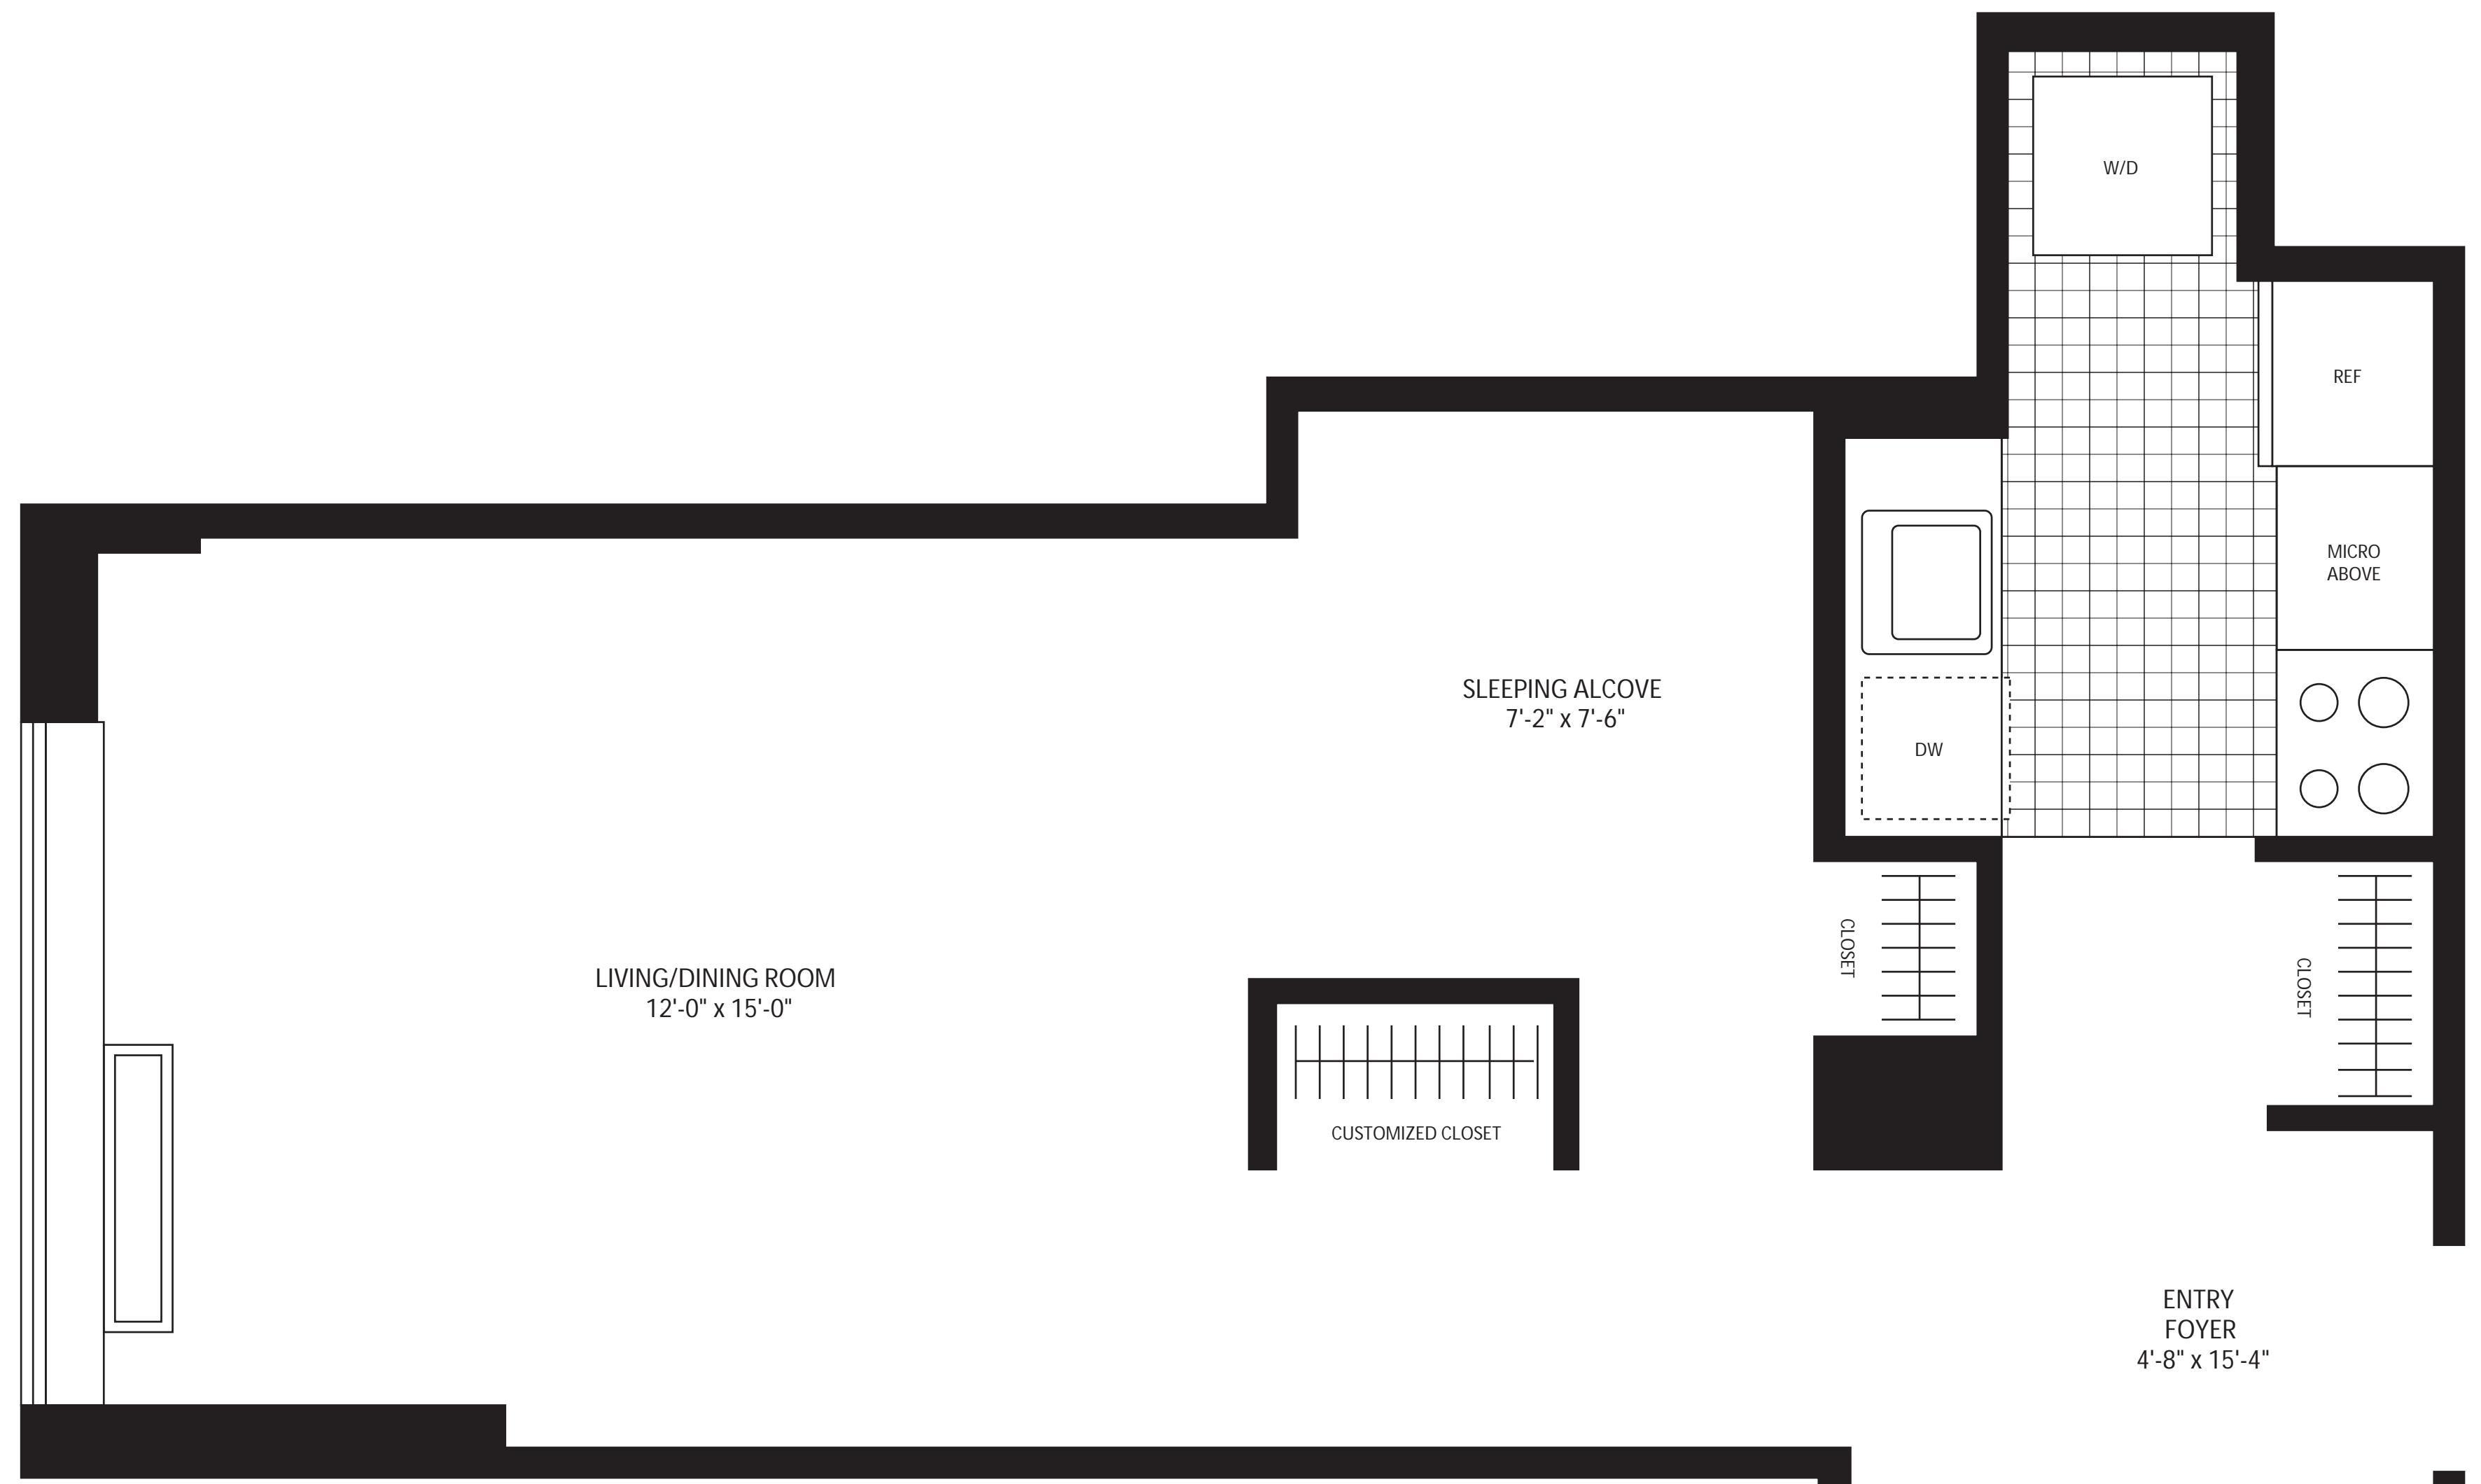 W/D
REF
MICRO
ABOVE
SLEEPING ALCOVE
7'-2" x 7'-6"
DW
CLOSET
CLOSET
LIVING/DINING ROOM
12'-0" x 15'-0"
CUSTOMIZED CLOSET
ENTRY
FOYER
4'-8" x 15'-4"